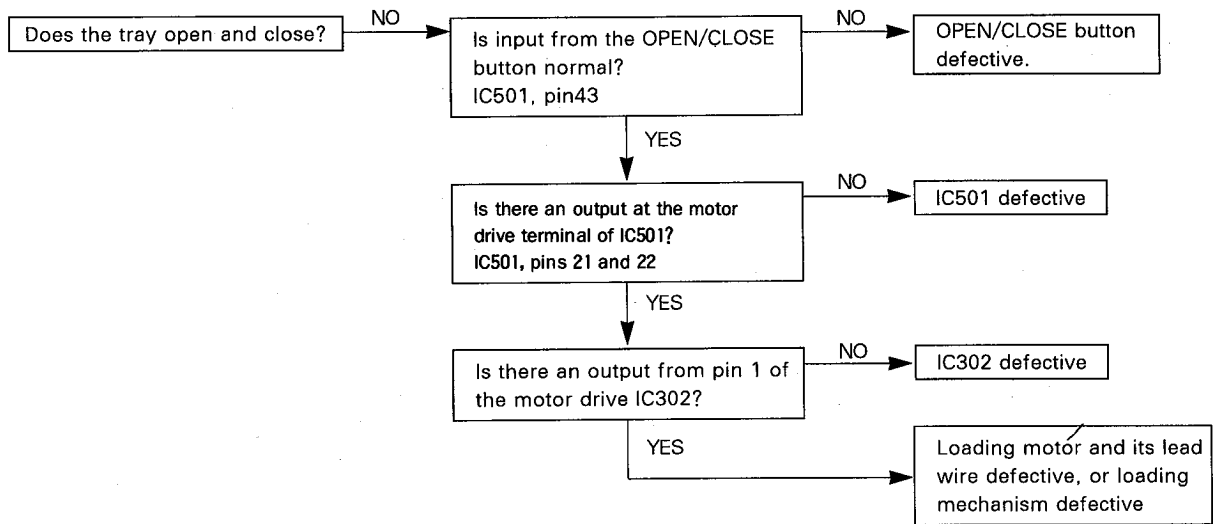 Does the tray open and close?
NO
Is input from the OPEN/CLOSE
button normal?
IC501, pin43
NO
OPEN/CLOSE button
defective.
YES
Is there an output at the motor
drive terminal of IC501?
IC501, pins 21 and 22
NO
IC501 defective
YES
Is there an output from pin 1 of
the motor drive IC302?
NO
IC302 defective
YES
Loading motor and its lead
wire defective, or loading
mechanism defective